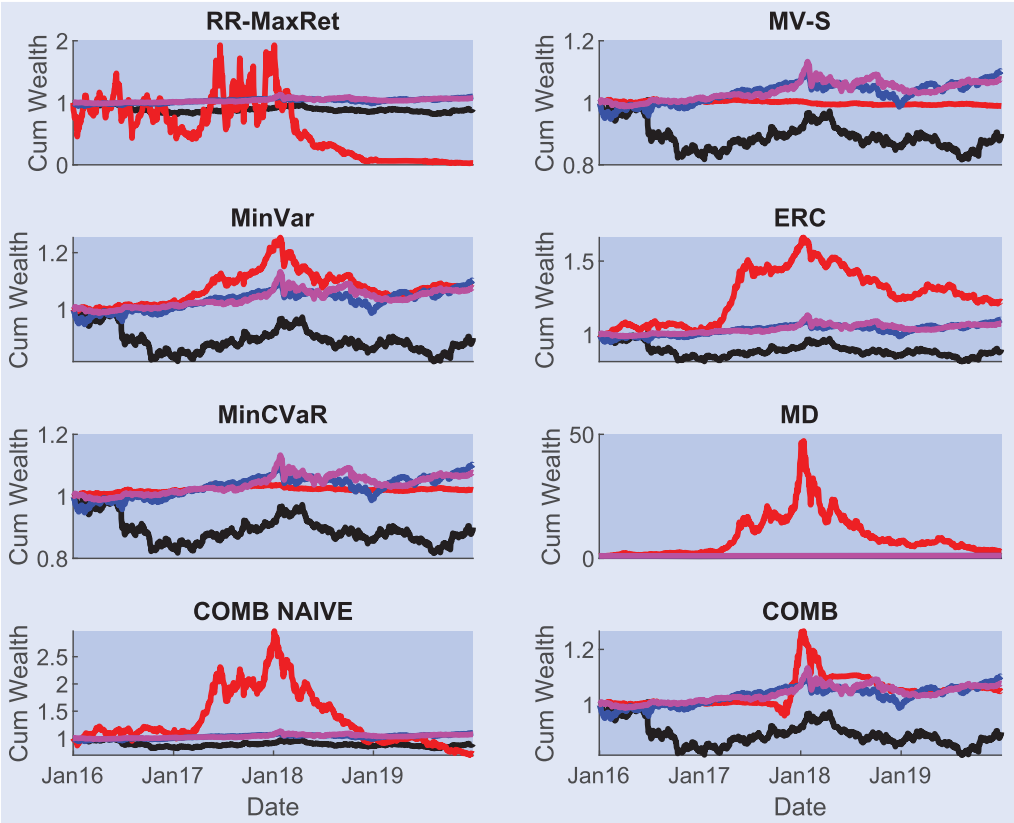 RR-MaxRet
MV-S
Cum Wealth
2
1
0
Cum Wealth
1.2
1
0.8
MinVar
ERC
Cum Wealth
1.2
1
Cum Wealth
1.5
1
MinCVaR
MD
Cum Wealth
1.2
1
0.8
Cum Wealth
50
0
COMB NAIVE
COMB
Cum Wealth
2.5
2
1.5
1
Cum Wealth
1.2
1
Jan16 Jan17 Jan18 Jan19
Jan16 Jan17 Jan18 Jan19
Date
Date